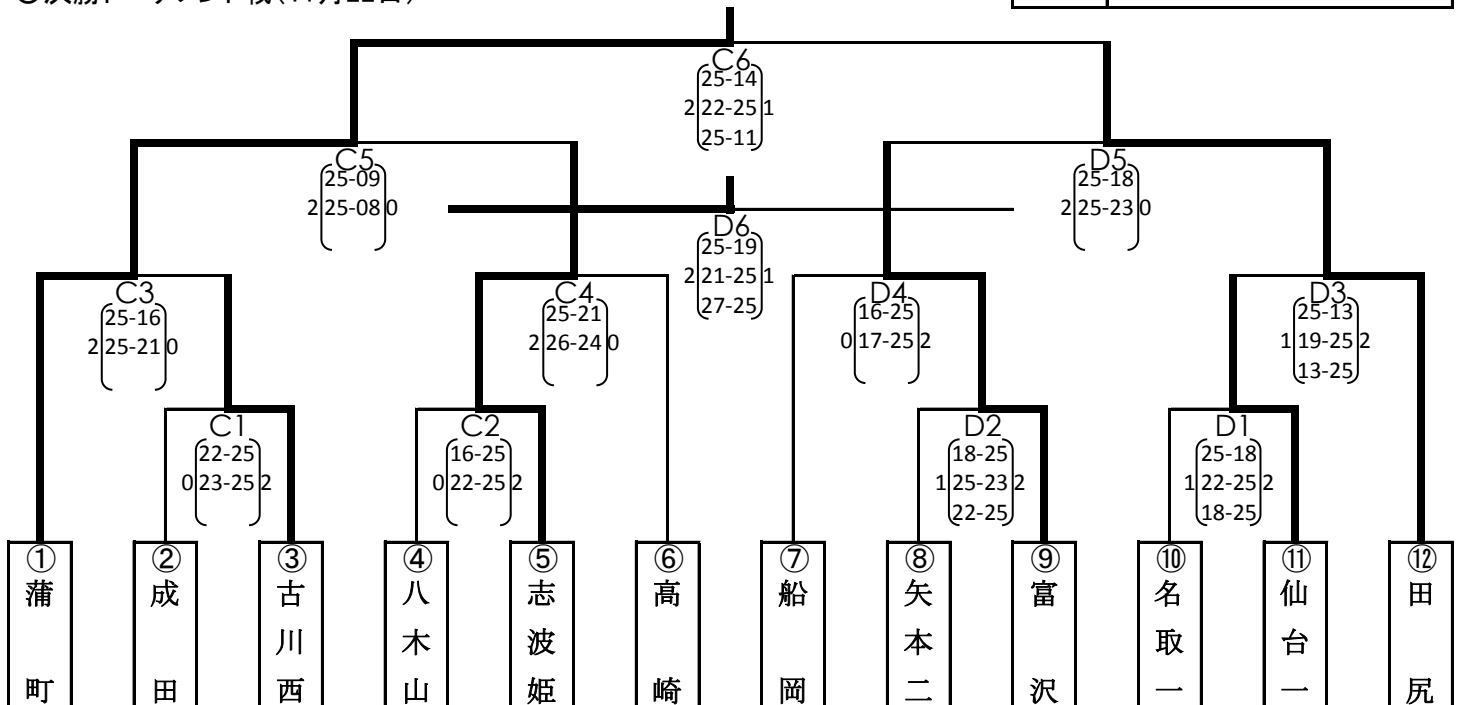 C6
25-14
2 22-25 1
25-11
C5
25-09
2 25-08 0
D5
25-18
2 25-23 0
D6
25-19
2 21-25 1
27-25
C3
25-16
2 25-21 0
C4
25-21
2 26-24 0
D4
16-25
0 17-25 2
D3
25-13
1 19-25 2
13-25
C1
22-25
0 23-25 2
C2
16-25
0 22-25 2
D2
18-25
1 25-23 2
22-25
D1
25-18
1 22-25 2
18-25
①
蒲町
②
成田
③
古川西
④
八木山
⑤
志波姫
⑥
高崎
⑦
船岡
⑧
矢本二
⑨
富沢
⑩
名取一
⑪
仙台一
⑫
田尻